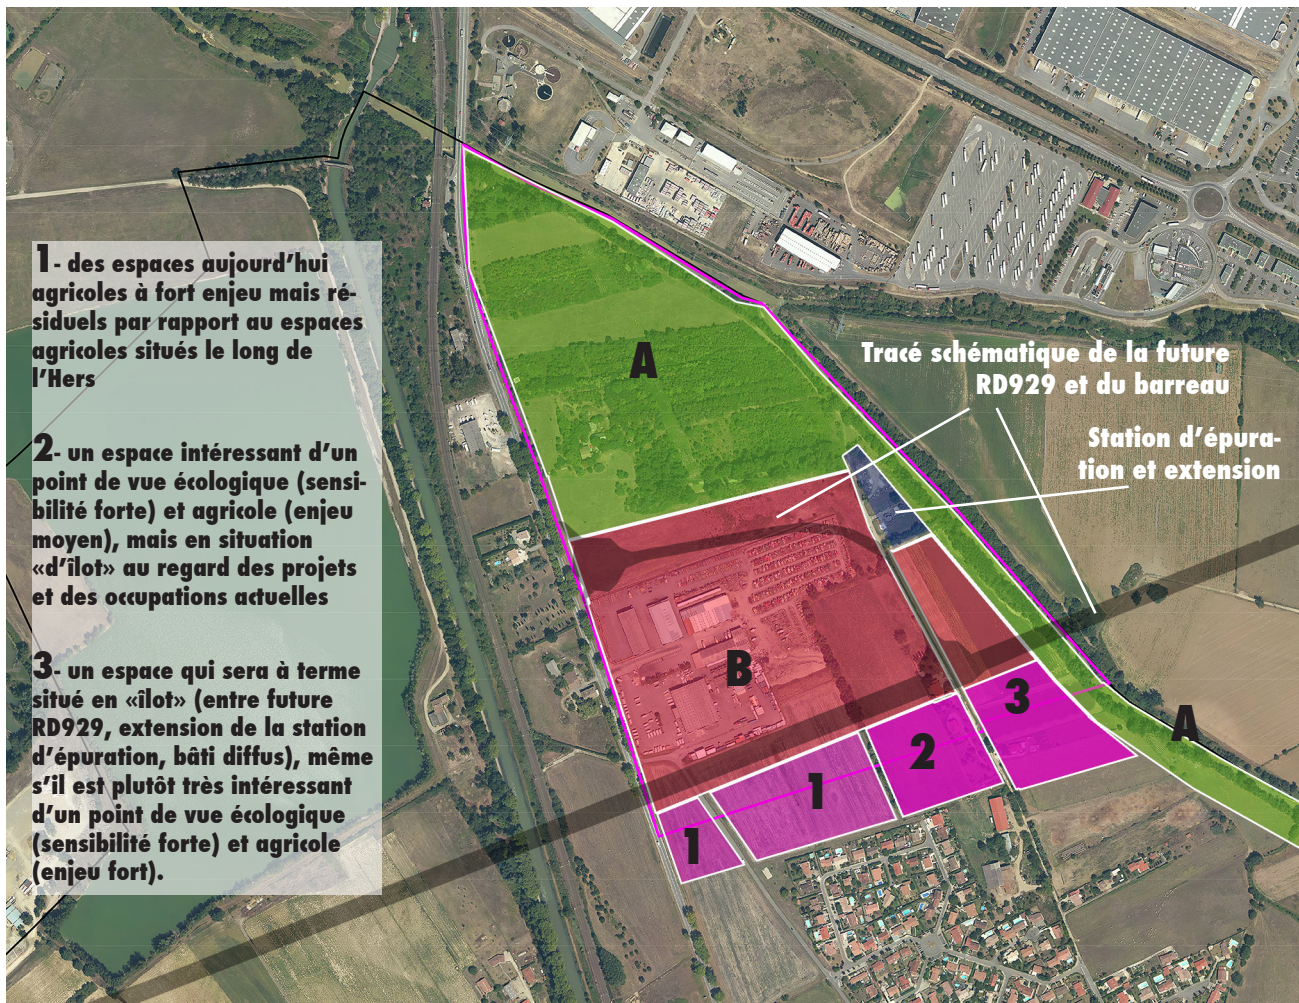 1- des espaces aujourd’hui
agricoles à fort enjeu mais ré-
siduels par rapport au espaces
agricoles situés le long de
l’Hers
2- un espace intéressant d’un
point de vue écologique (sensi-
bilité forte) et agricole (enjeu
moyen), mais en situation
«d’îlot» au regard des projets
et des occupations actuelles
3- un espace qui sera à terme
situé en «îlot» (entre future
RD929, extension de la station
d’épuration, bâti diffus), même
s’il est plutôt très intéressant
d’un point de vue écologique
(sensibilité forte) et agricole
(enjeu fort).
A
Tracé schématique de la future
RD929 et du barreau
Station d’épura-
tion et extension
B
3
A
2
1
1